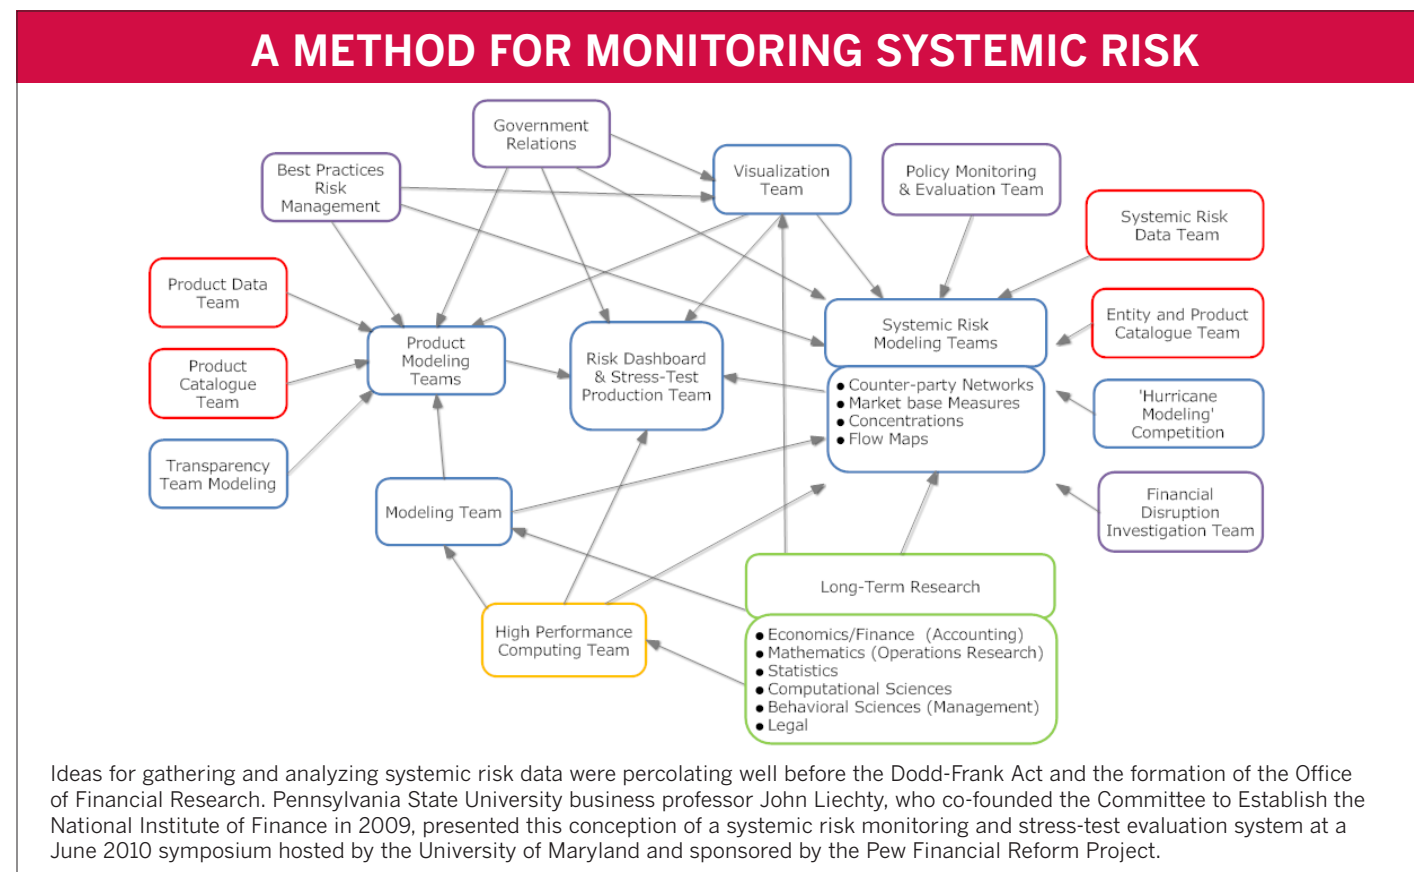 A METHOD FOR MONITORING SYSTEMIC RISK
Government
Relations
Best Practices
Risk
Management
Visualization
Team
Policy Monitoring
& Evaluation Team
Systemic Risk
Data Team
Product Data
Team
Product
Modeling
Teams
Risk Dashboard
& Stress-Test
Production Team
Systemic Risk
Modeling Teams
Entity and Product
Catalogue Team
Product
Catalogue
Team
● Counter-party Networks
● Market base Measures
● Concentrations
● Flow Maps
'Hurricane
Modeling'
Competition
Transparency
Team Modeling
Modeling Team
Financial
Disruption
Investigation Team
Long-Term Research
High Performance
Computing Team
● Economics/Finance (Accounting)
● Mathematics (Operations Research)
● Statistics
● Computational Sciences
● Behavioral Sciences (Management)
● Legal
Ideas for gathering and analyzing systemic risk data were percolating well before the Dodd-Frank Act and the formation of the Office
of Financial Research. Pennsylvania State University business professor John Liechty, who co-founded the Committee to Establish the
National Institute of Finance in 2009, presented this conception of a systemic risk monitoring and stress-test evaluation system at a
June 2010 symposium hosted by the University of Maryland and sponsored by the Pew Financial Reform Project.